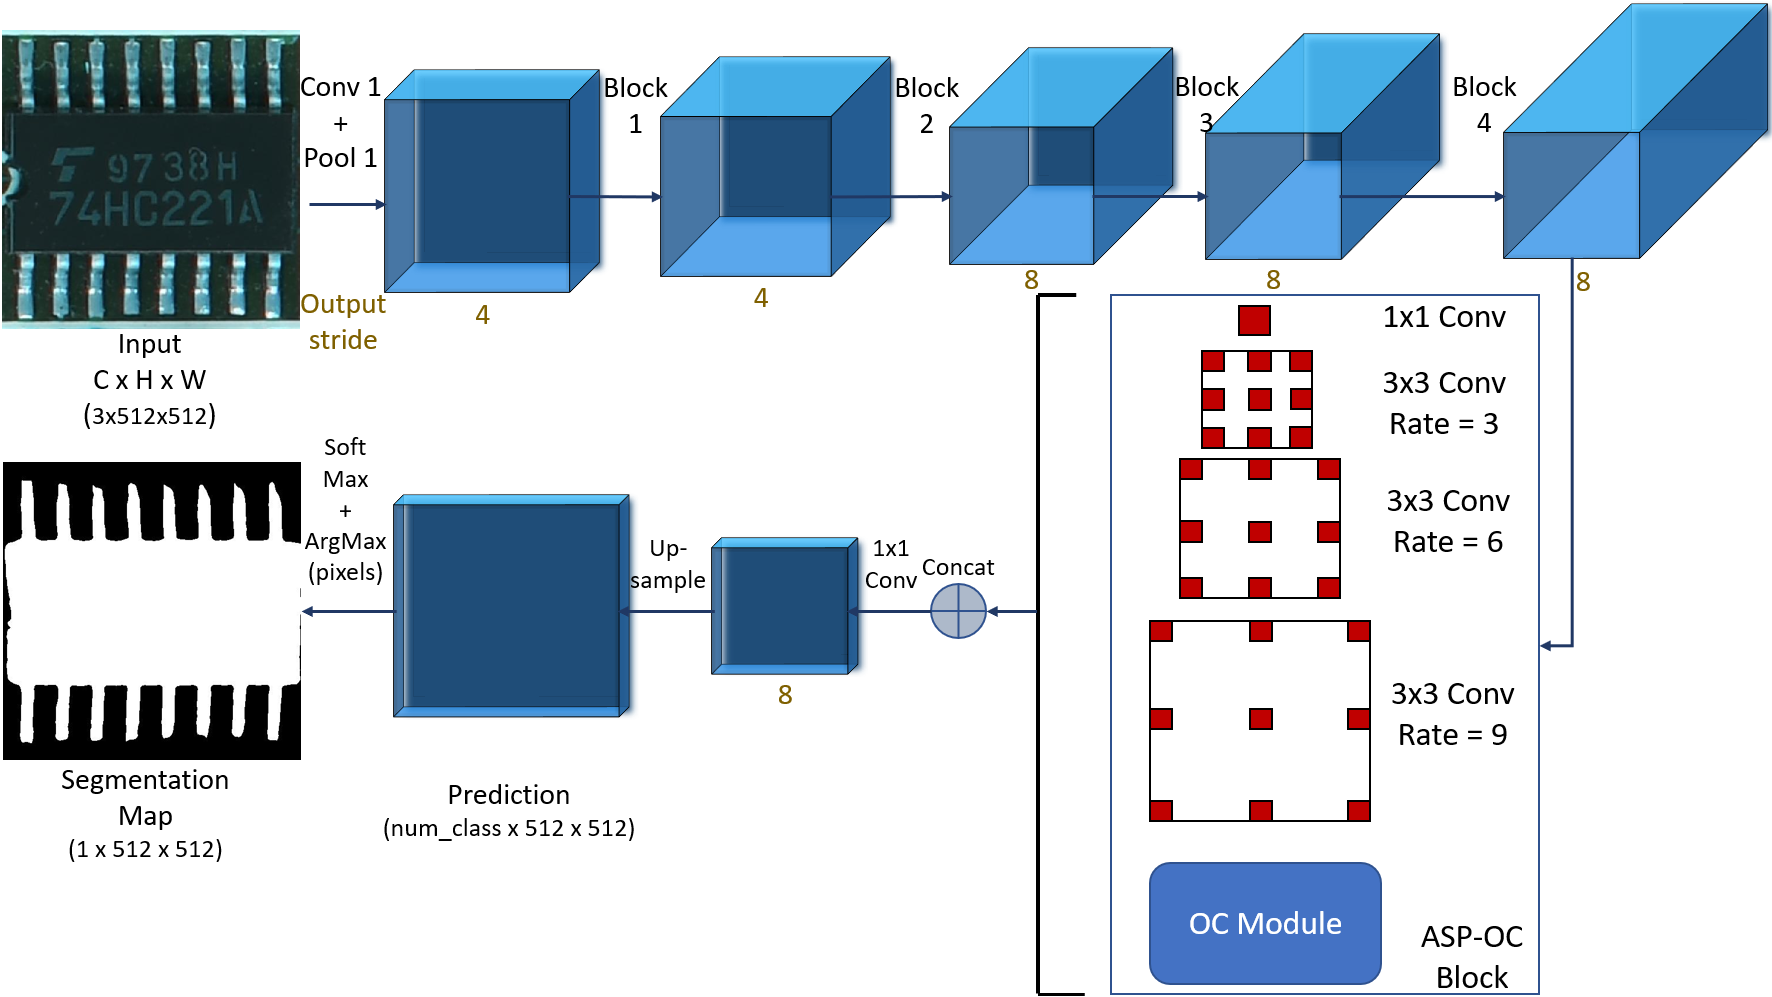 9738H
74HC221A
Input
C x H x W
(3x512x512)
Conv 1
+
Pool 1
Output
stride
4
Block
1
4
Block
2
8
Block
3
8
Block
4
8
1x1 Conv
3x3 Conv
Rate = 3
3x3 Conv
Rate = 6
3x3 Conv
Rate = 9
OC Module
ASP-OC
Block
Concat
1x1
Conv
8
Up-
sample
Prediction
(num_class x 512 x 512)
Soft
Max
+
ArgMax
(pixels)
Segmentation
Map
(1 x 512 x 512)